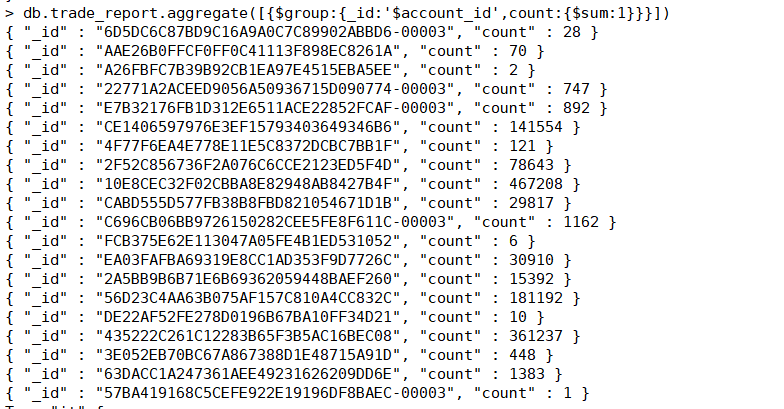 > db.trade_report.aggregate([{$group:{_id:'$account_id',count:{$sum:1}}}])
{ "_id" : "6D5DC6C87BD9C16A9A0C7C89902ABBD6-00003", "count" : 28 }
{ "_id" : "AAE26B0FFCF0FF0C41113F898EC8261A", "count" : 70 }
{ "_id" : "A26FBFC7B39B92CB1EA97E4515EBA5EE", "count" : 2 }
{ "_id" : "22771A2ACEED9056A50936715D090774-00003", "count" : 747 }
{ "_id" : "E7B32176FB1D312E6511ACE22852FCAF-00003", "count" : 892 }
{ "_id" : "CE1406597976E3EF15793403649346B6", "count" : 141554 }
{ "_id" : "4F77F6EA4E778E11E5C8372DCBC7BB1F", "count" : 121 }
{ "_id" : "2F52C856736F2A076C6CCE2123ED5F4D", "count" : 78643 }
{ "_id" : "10E8CEC32F02CBBA8E82948AB8427B4F", "count" : 467208 }
{ "_id" : "CABD555D577FB38B8FBD821054671D1B", "count" : 29817 }
{ "_id" : "C696CB06BB9726150282CEE5FE8F611C-00003", "count" : 1162 }
{ "_id" : "FCB375E62E113047A05FE4B1ED531052", "count" : 6 }
{ "_id" : "EA03FAFBA69319E8CC1AD353F9D7726C", "count" : 30910 }
{ "_id" : "2A5BB9B6B71E6B69362059448BAEF260", "count" : 15392 }
{ "_id" : "56D23C4AA63B075AF157C810A4CC832C", "count" : 181192 }
{ "_id" : "DE22AF52FE278D0196B67BA10FF34D21", "count" : 10 }
{ "_id" : "435222C261C12283B65F3B5AC16BEC08", "count" : 361237 }
{ "_id" : "3E052EB70BC67A867388D1E48715A91D", "count" : 448 }
{ "_id" : "63DACC1A247361AEE49231626209DD6E", "count" : 1383 }
{ "_id" : "57BA419168C5CEFE922E19196DF8BAEC-00003", "count" : 1 }